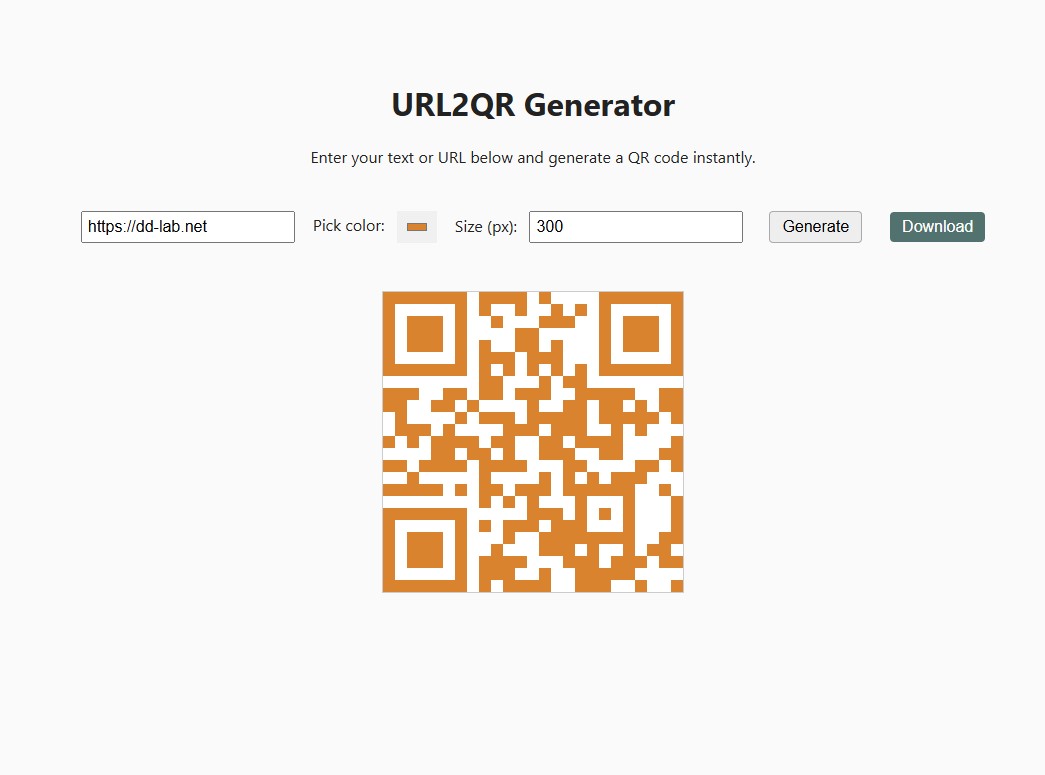 URL2QR Generator
Enter your text or URL below and generate a QR code instantly.
https://dd-lab.net Pick color: Size (px): 300 Generate Download